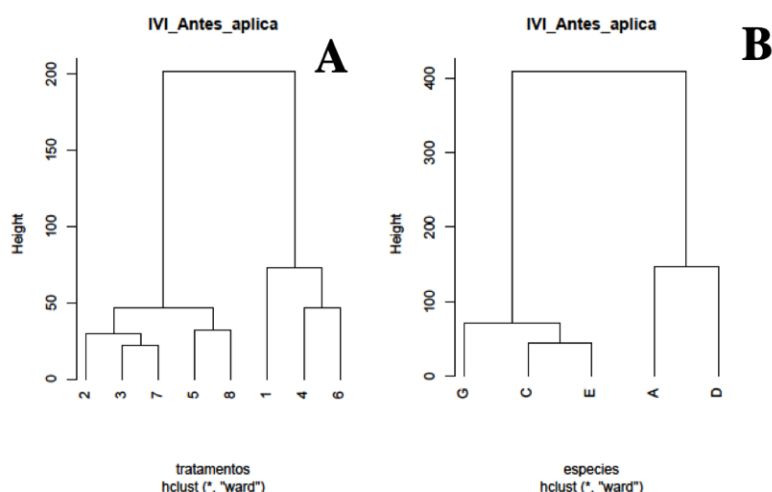 IVI_Antes_aplica
A
200
150
100
50
0
Height
2 3 7 5 8 1 4 6
tratamentos
hclust (*, "ward")
IVI_Antes_aplica
B
400
300
200
100
0
Height
G C E A D
especies
hclust (*, "ward")